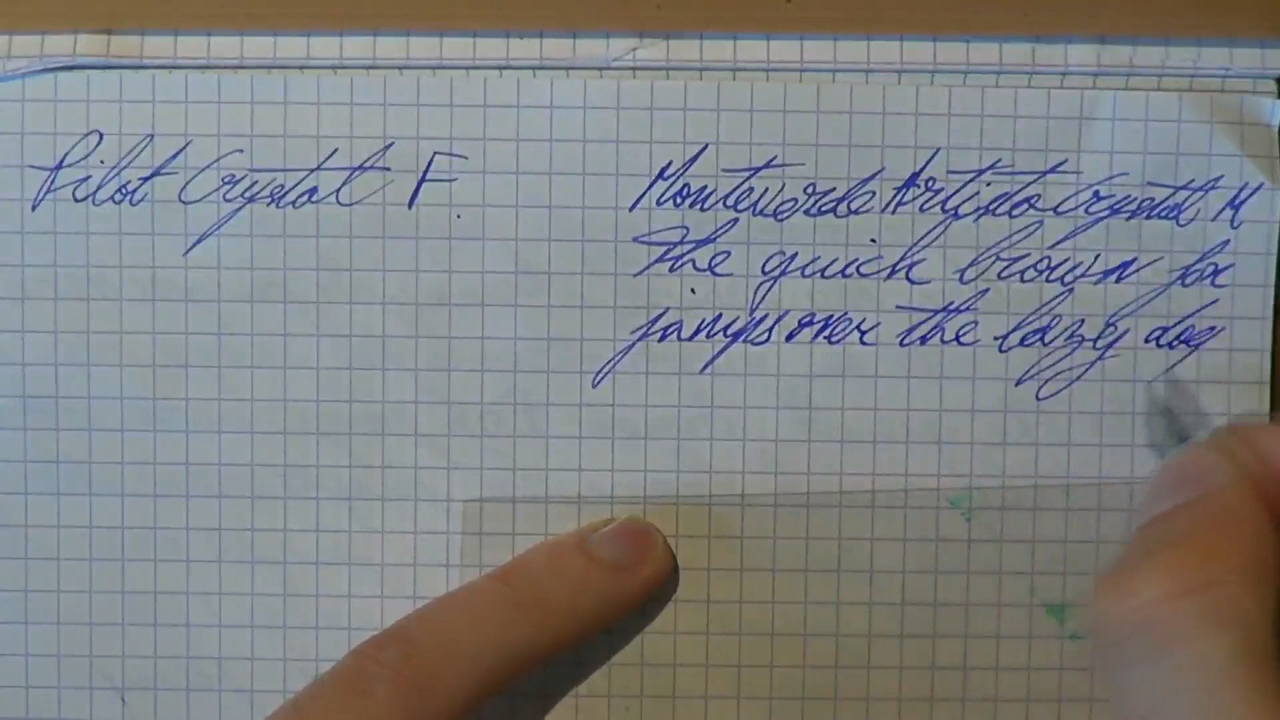 Pilot Crystal F.
Monteverde Artista Crystal M
The quick brown fox
jumps over the lazy dog